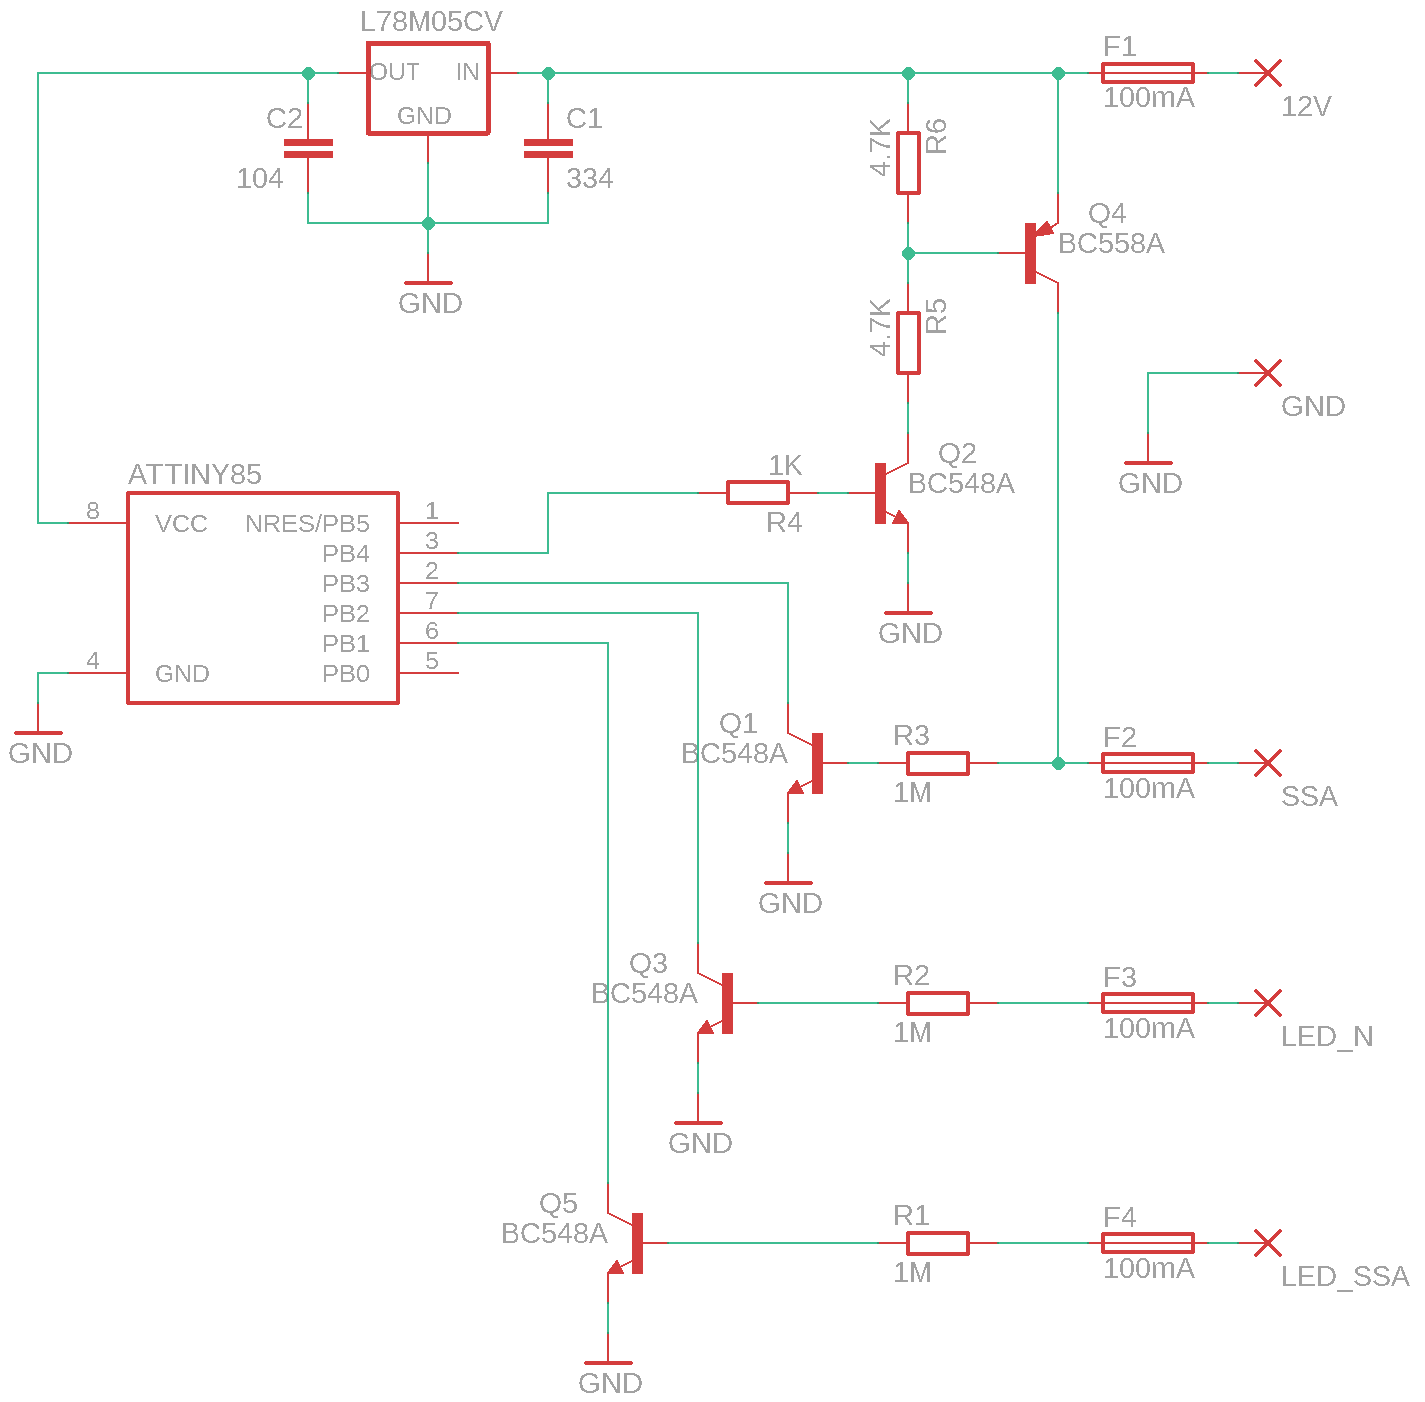 L78M05CV
OUT IN
GND
C2
104
C1
334
GND
F1
100mA
12V
4.7K
R6
Q4
BC558A
4.7K
R5
GND
GND
ATTINY85
8 VCC
NRES/PB5 1
PB4 3
PB3 2
PB2 7
PB1 6
PB0 5
4 GND
GND
1K
R4
Q2
BC548A
GND
Q1
BC548A
R3
1M
F2
100mA
SSA
GND
Q3
BC548A
R2
1M
F3
100mA
LED_N
GND
Q5
BC548A
R1
1M
F4
100mA
LED_SSA
GND